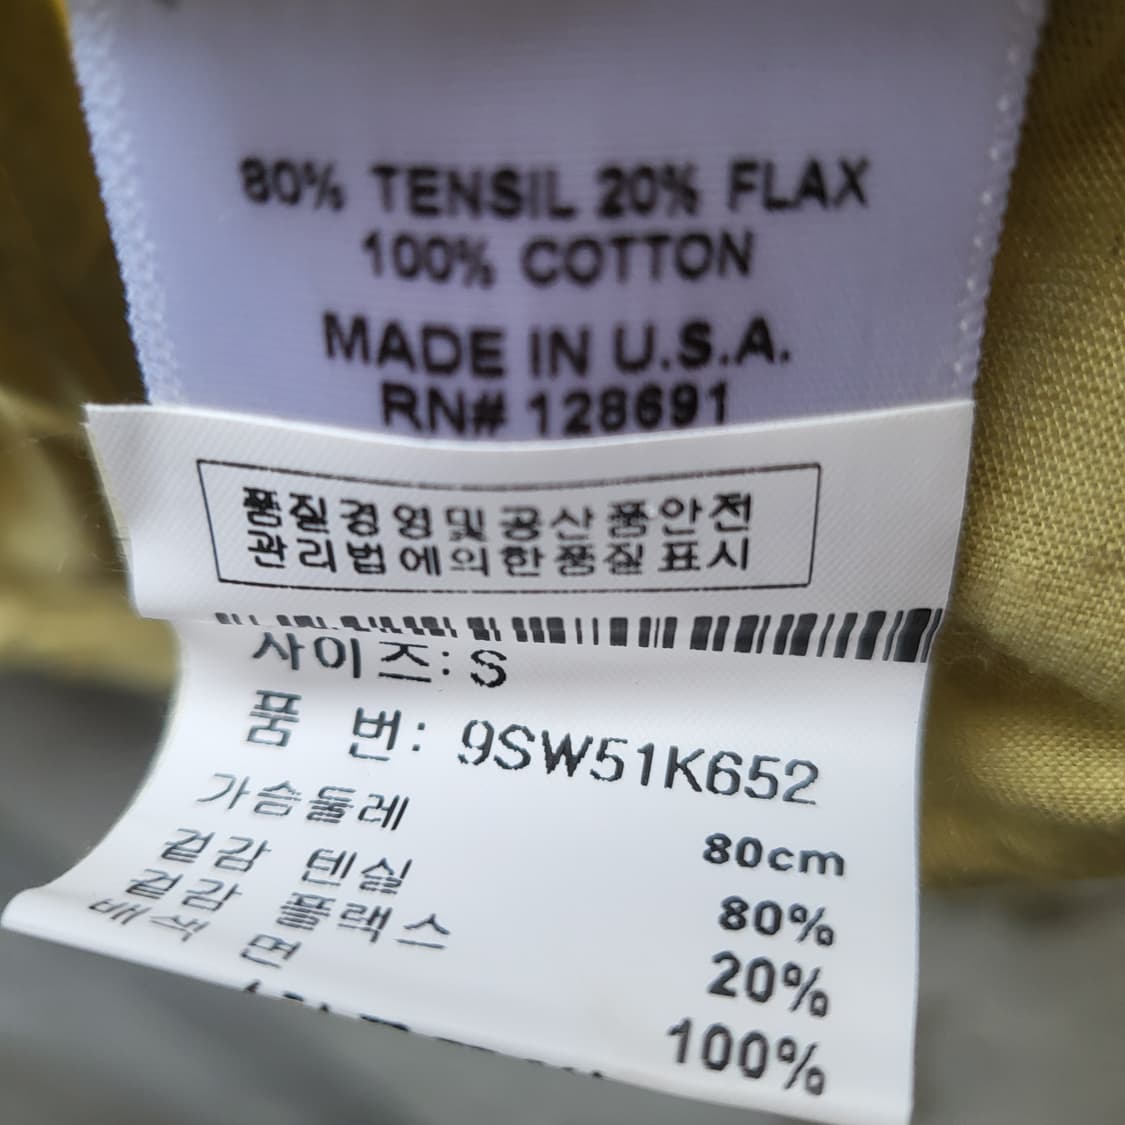 80% TENSIL 20% FLAX
100% COTTON
MADE IN U.S.A.
RN# 128691
품질경영및공산품안전
관리법에의한품질표시
사이즈: S
품 번: 9SW51K652
가슴둘레 80cm
겉감 텐실 80%
겉감 플랙스 20%
배색 면 100%